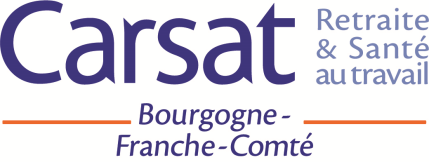 Carsat
Retraite
& Santé
au travail
Bourgogne-
Franche-Comté